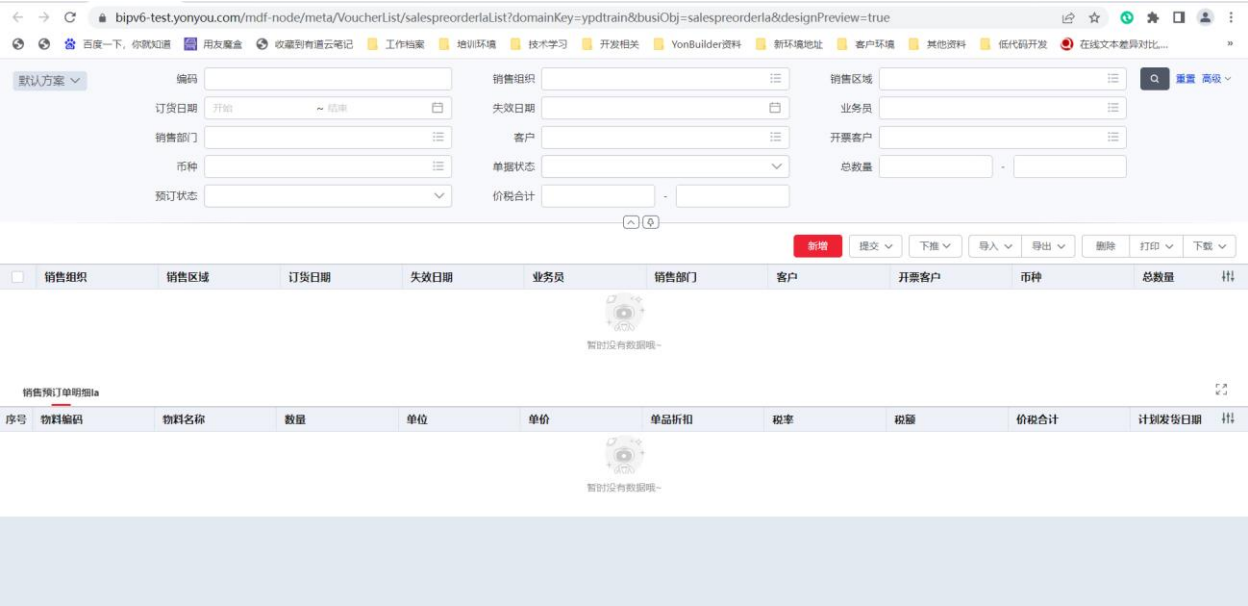 bipv6-test.yonyou.com/mdf-node/meta/VoucherList/salespreorderlaList?domainKey=ypdtrain&busiObj=salespreorderla&designPreview=true
百度一下，你就知道 用友魔盒 收藏到有道云笔记 工作档案 培训环境 技术学习 开发相关 YonBuilder资料 新环境地址 客户环境 其他资料 低代码开发 在线文本差异对比,... »
默认方案 编码 销售组织 销售区域 重置 高级
订货日期 开始 ~ 结束 失效日期 业务员
销售部门 客户 开票客户
币种 单据状态 总数量 -
预订状态 价税合计 -
新增 提交 下推 导入 导出 删除 打印 下载
销售组织 销售区域 订货日期 失效日期 业务员 销售部门 客户 开票客户 币种 总数量
暂时没有数据哦~
销售预订单明细la
序号 物料编码 物料名称 数量 单位 单价 单品折扣 税率 税额 价税合计 计划发货日期
暂时没有数据哦~